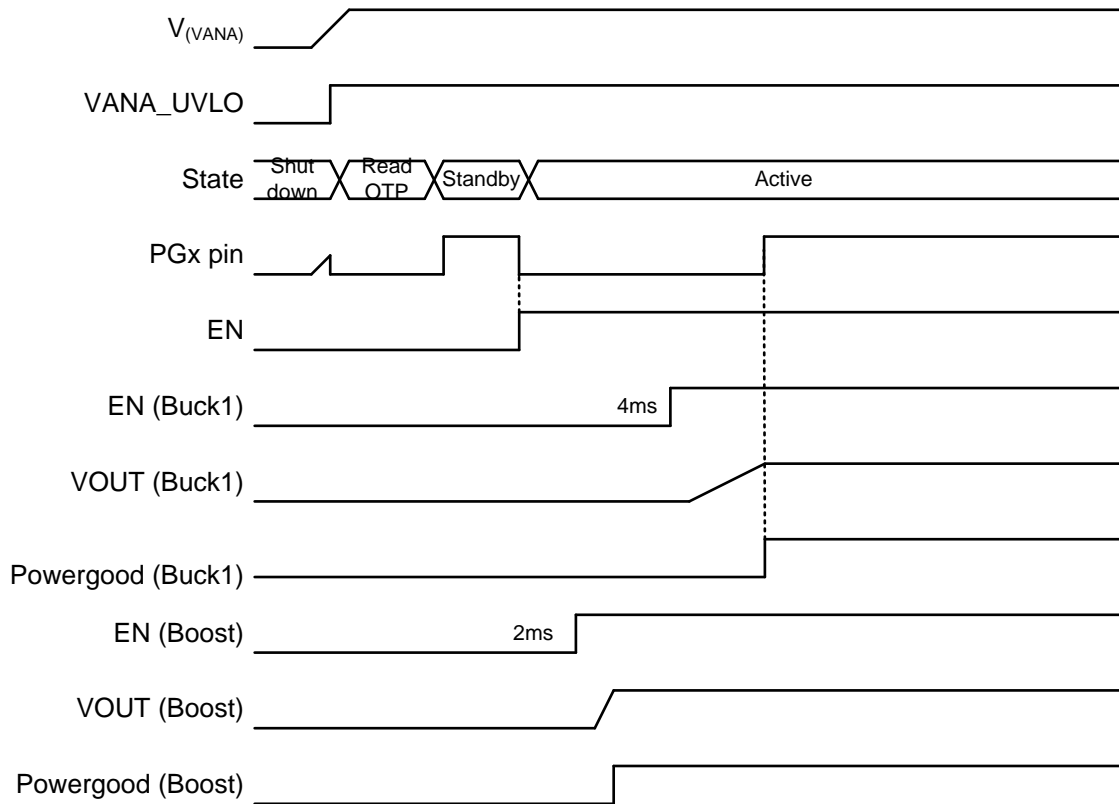 V(VANA)
VANA_UVLO
State
Shut
down
Read
OTP
Standby
Active
PGx pin
EN
EN (Buck1)
4ms
VOUT (Buck1)
Powergood (Buck1)
EN (Boost)
2ms
VOUT (Boost)
Powergood (Boost)